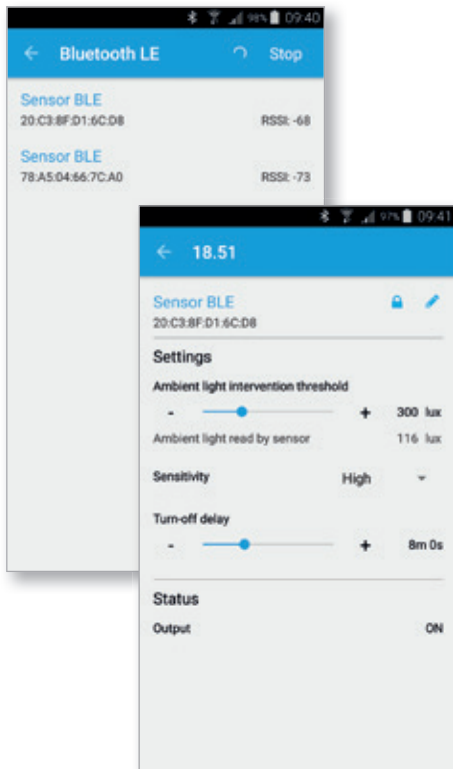 98% 09:40
← Bluetooth LE Stop
Sensor BLE
20:C3:8F:D1:6C:D8 RSSI: -68
Sensor BLE
78:A5:04:66:7C:A0 RSSI: -73
97% 09:41
← 18.51
Sensor BLE
20:C3:8F:D1:6C:D8
Settings
Ambient light intervention threshold
- + 300 lux
Ambient light read by sensor 116 lux
Sensitivity High
Turn-off delay
- + 8m 0s
Status
Output ON